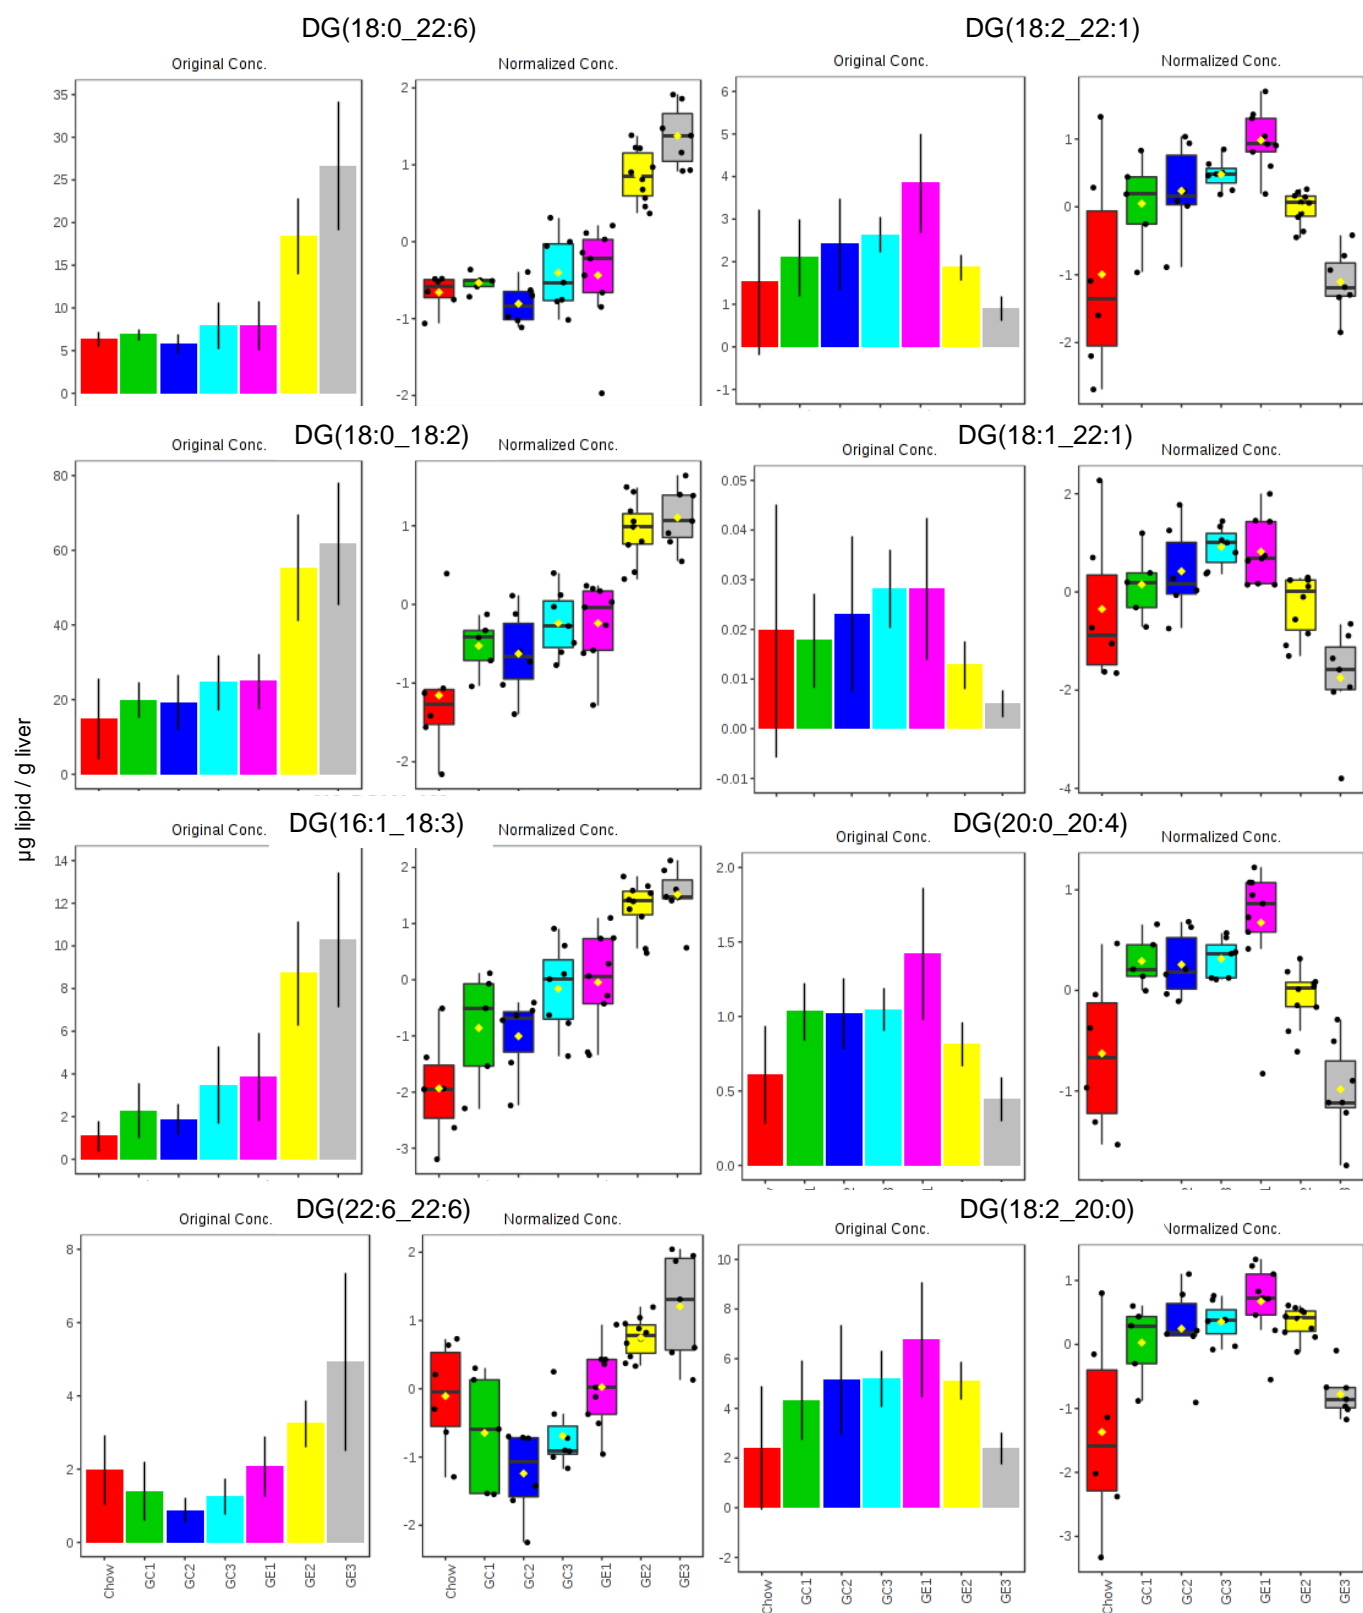 DG(18:0_22:6)
DG(18:2_22:1)
Original Conc.
Normalized Conc.
Original Conc.
Normalized Conc.
35
30
25
20
15
10
5
0
2
1
0
-1
-2
6
5
4
3
2
1
0
-1
1
0
-1
-2
DG(18:0_18:2)
DG(18:1_22:1)
Original Conc.
Normalized Conc.
Original Conc.
Normalized Conc.
80
60
40
20
0
1
0
-1
-2
0.05
0.04
0.03
0.02
0.01
0.00
-0.01
2
0
-2
-4
µg lipid / g liver
DG(16:1_18:3)
DG(20:0_20:4)
Original Conc.
Normalized Conc.
Original Conc.
Normalized Conc.
14
12
10
8
6
4
2
0
2
1
0
-1
-2
-3
2.0
1.5
1.0
0.5
0.0
1
0
-1
DG(22:6_22:6)
DG(18:2_20:0)
Original Conc.
Normalized Conc.
Original Conc.
Normalized Conc.
8
6
4
2
0
2
1
0
-1
-2
10
8
6
4
2
0
-2
1
0
-1
-2
-3
Chow
GC1
GC2
GC3
GE1
GE2
GE3
Chow
GC1
GC2
GC3
GE1
GE2
GE3
Chow
GC1
GC2
GC3
GE1
GE2
GE3
Chow
GC1
GC2
GC3
GE1
GE2
GE3